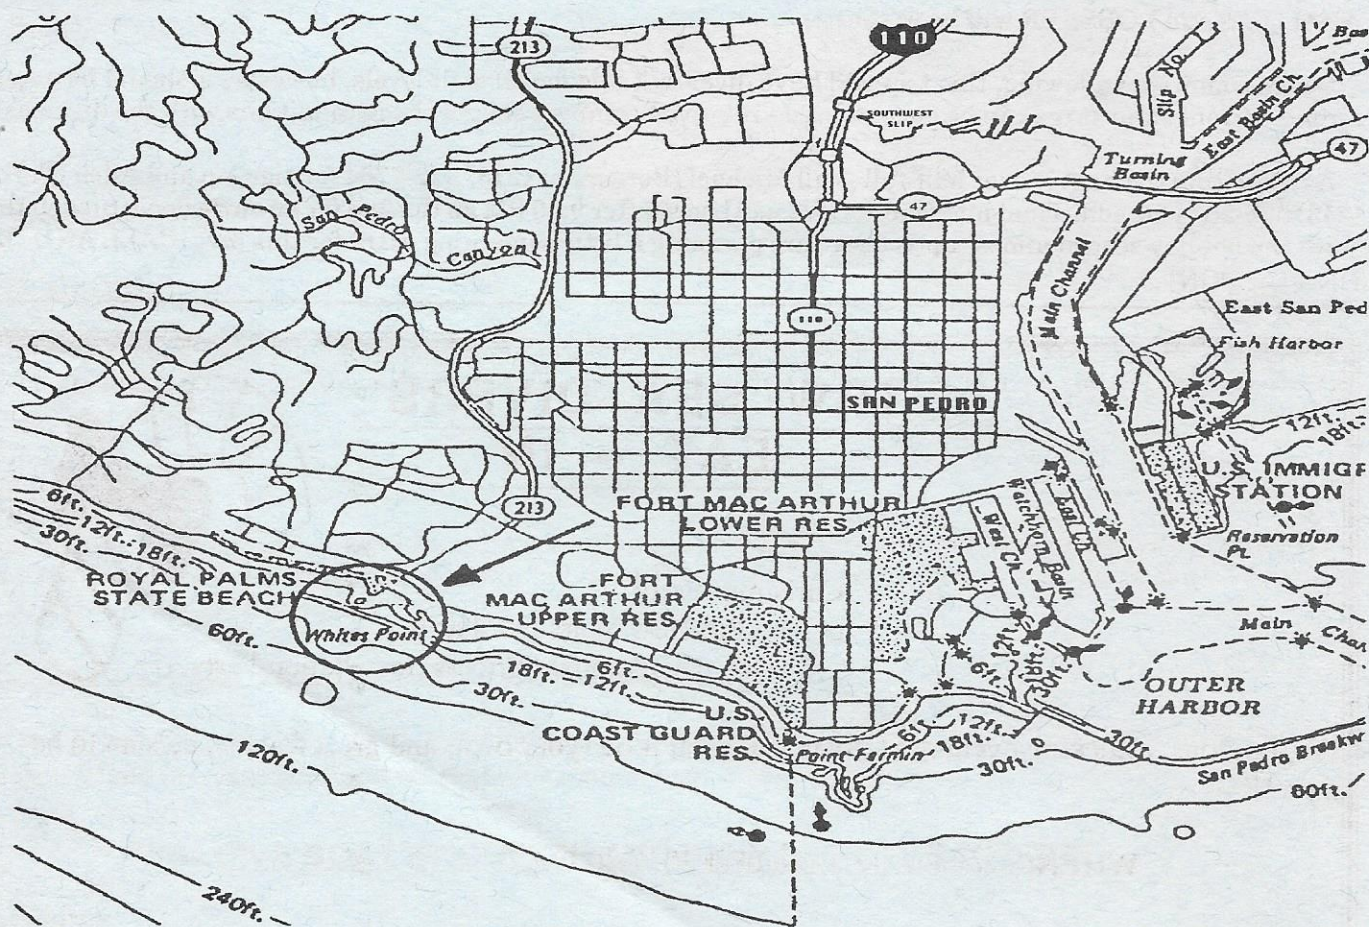 213
110
SOUTHWEST
SLIP
Slip No.
East Basin Ch.
Bas
Turning
Basin
47
47
San Pedro
Canyon
Main Channel
110
East San Ped
Fish Harbor
SAN PEDRO
12ft.
18ft.
U.S. IMMIGR
STATION
Reservation
Pt.
213
FORT MAC ARTHUR
LOWER RES.
West Ch
Watchhorn Basin
boat Ch
6ft.
12ft.
18ft.
30ft.
ROYAL PALMS
STATE BEACH
Whites Point
FORT
MAC ARTHUR
UPPER RES.
60ft.
18ft.
12ft.
6ft.
30ft.
12ft.
18ft.
6ft.
30ft.
Main Chan
OUTER
HARBOR
U.S.
COAST GUARD
RES.
Point Fermin
6ft.
12ft.
18ft.
30ft.
30ft.
San Pedro Breakw
60ft.
120ft.
240ft.